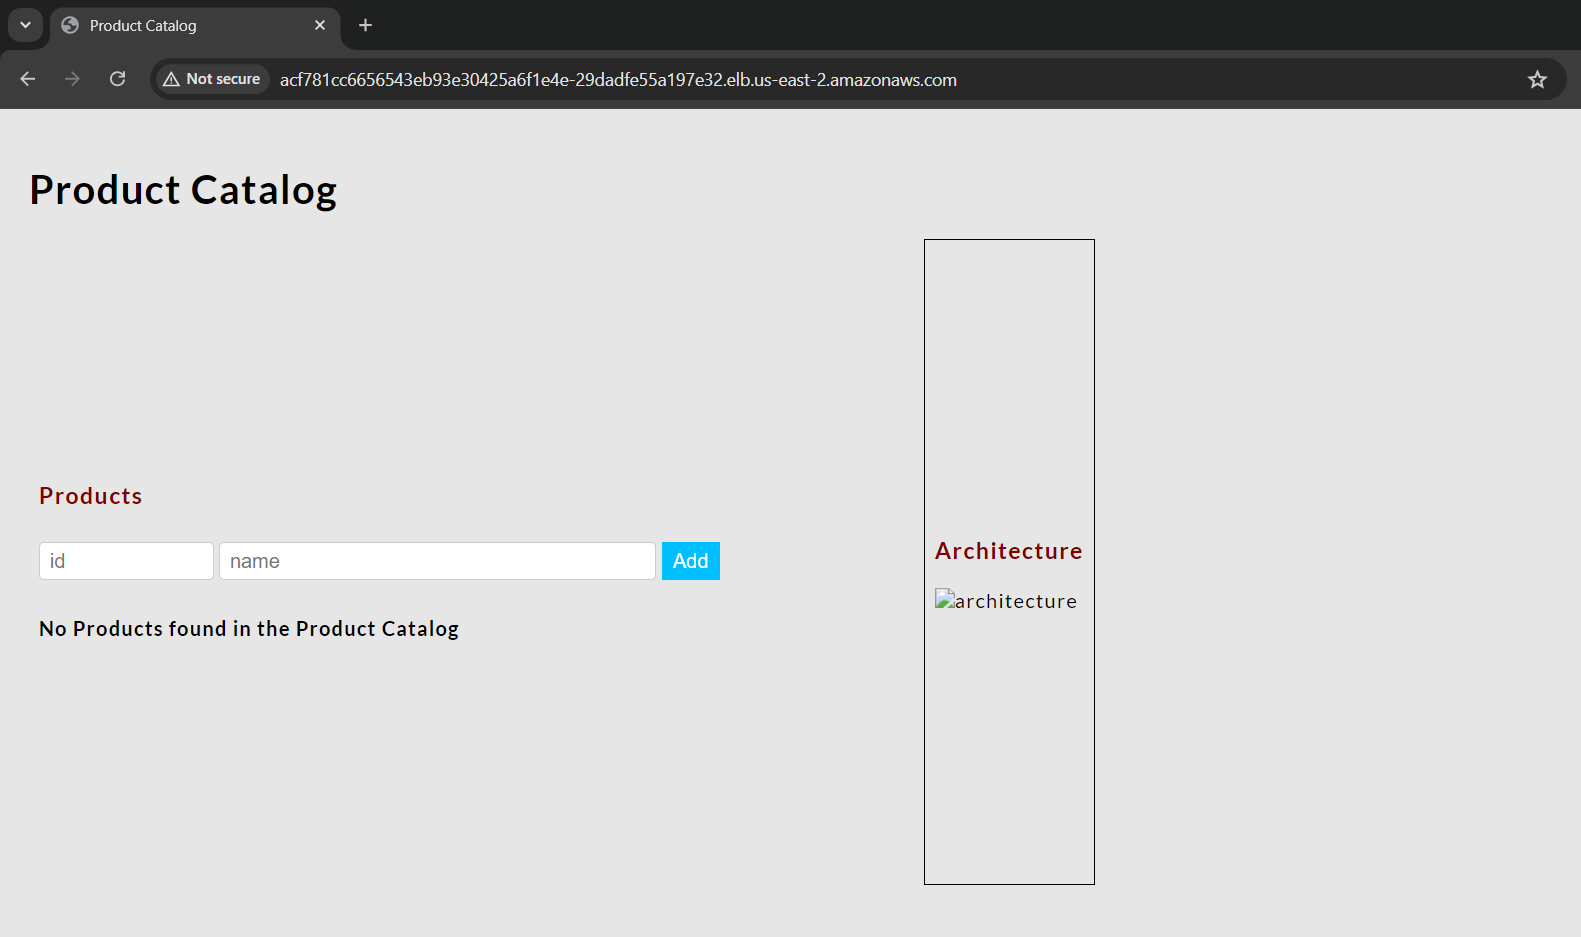 Product Catalog
Not secure
acf781cc6656543eb93e30425a6f1e4e-29dadfe55a197e32.elb.us-east-2.amazonaws.com
Product Catalog
Products
id
name
Add
No Products found in the Product Catalog
Architecture
architecture